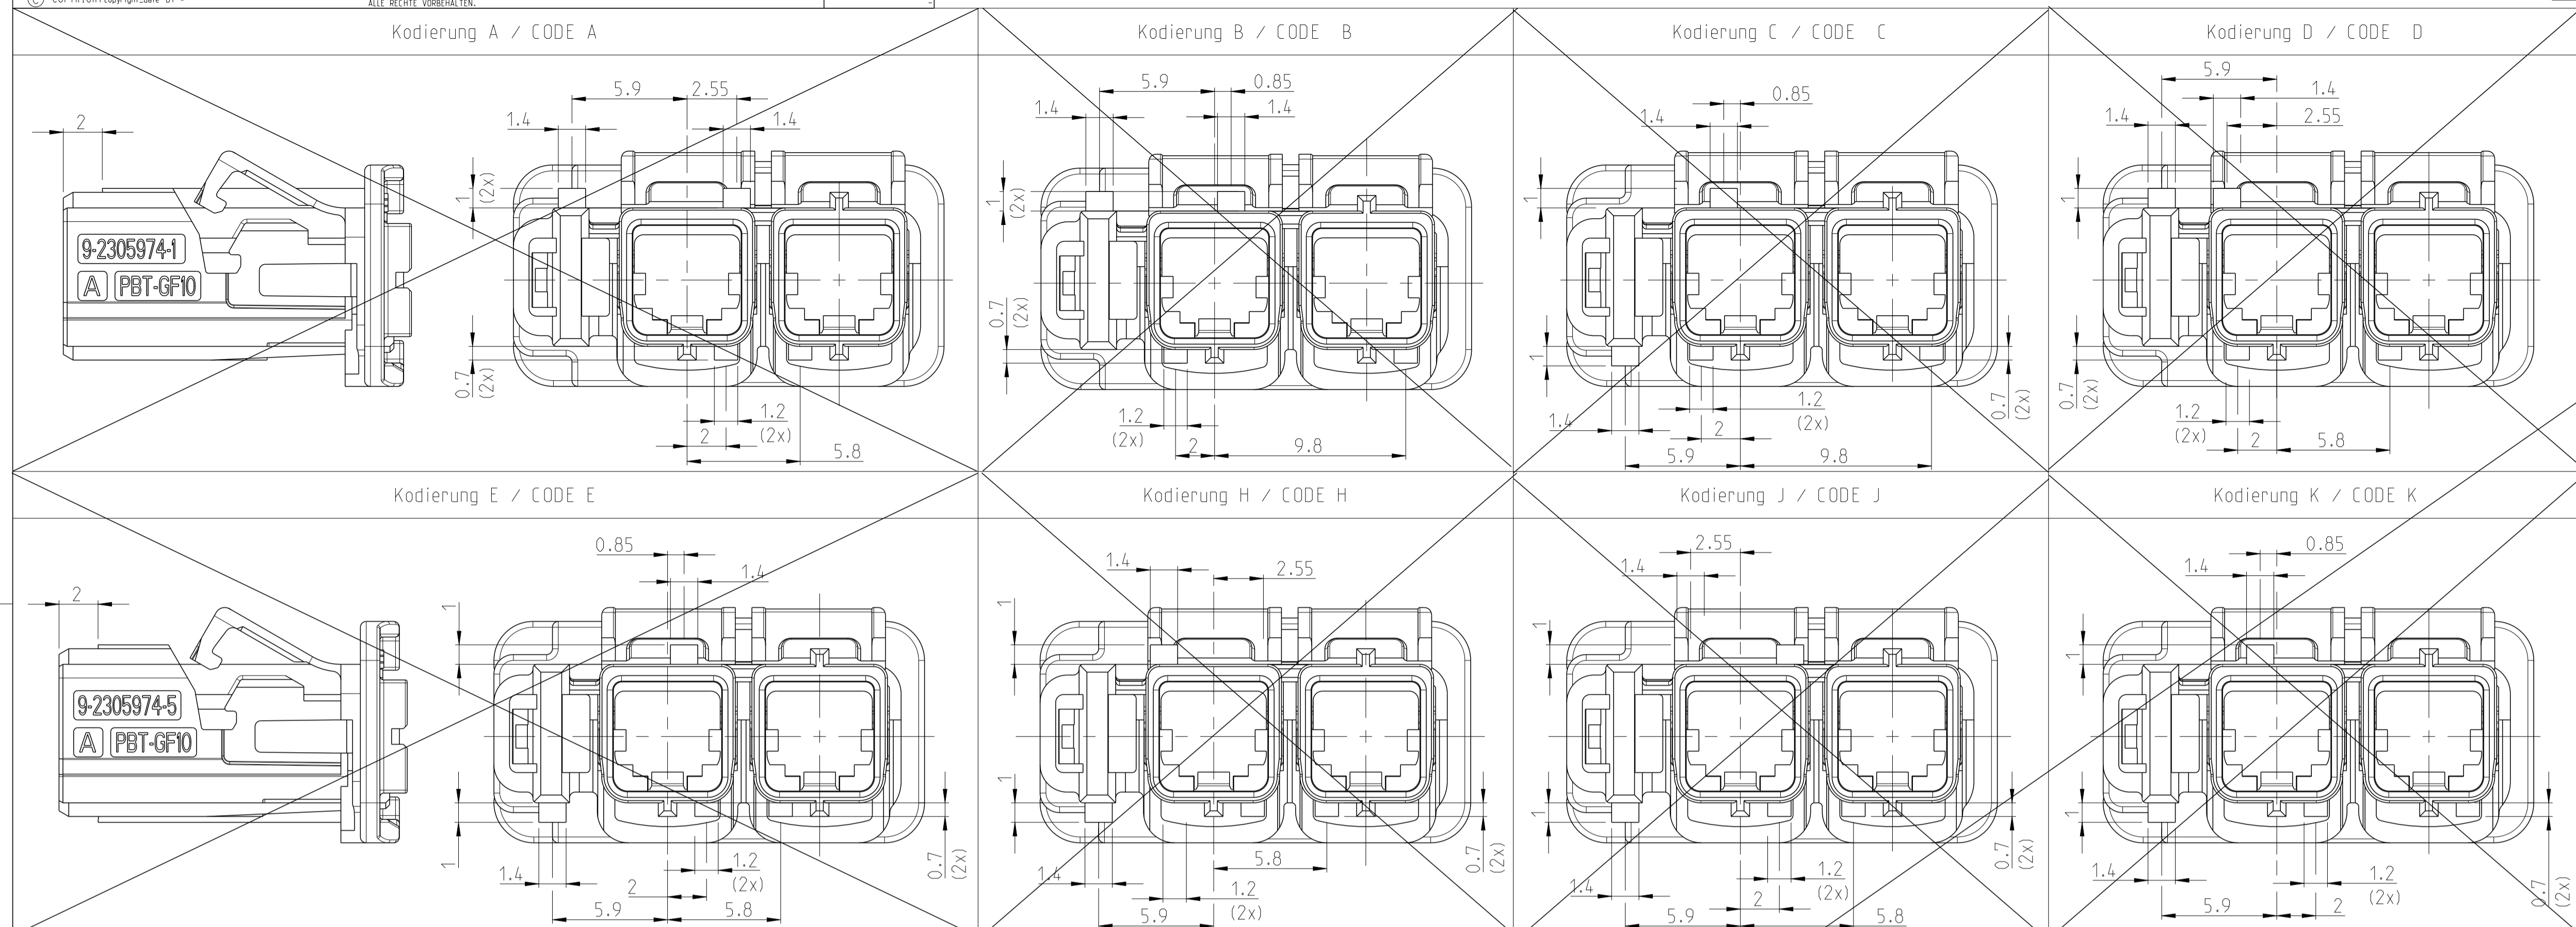 ALLE RECHTE VORBEHALTEN. -
Kodierung A / CODE A
5.9
2.55
1.4
1.4
2
1
(2x)
9-2305974-1
A
PBT-GF10
0.7
(2x)
1.2
(2x)
2
5.8
Kodierung B / CODE B
5.9
0.85
1.4
1.4
1
(2x)
0.7
(2x)
1.2
(2x)
2
9.8
Kodierung C / CODE C
0.85
1.4
1
1
0.7
(2x)
1.2
(2x)
1.4
2
5.9
9.8
Kodierung D / CODE D
5.9
1.4
2.55
1.4
1
0.7
(2x)
1.2
(2x)
2
5.8
Kodierung E / CODE E
0.85
1.4
2
1
9-2305974-5
A
PBT-GF10
1
1.4
1.2
(2x)
0.7
(2x)
2
5.9
5.8
Kodierung H / CODE H
1.4
2.55
1
1
0.7
(2x)
5.8
1.4
1.2
(2x)
5.9
Kodierung J / CODE J
2.55
1.4
1
1
0.7
(2x)
1.2
(2x)
1.4
2
5.9
5.8
Kodierung K / CODE K
0.85
1.4
1
1
1.4
1.2
(2x)
0.7
(2x)
5.9
2